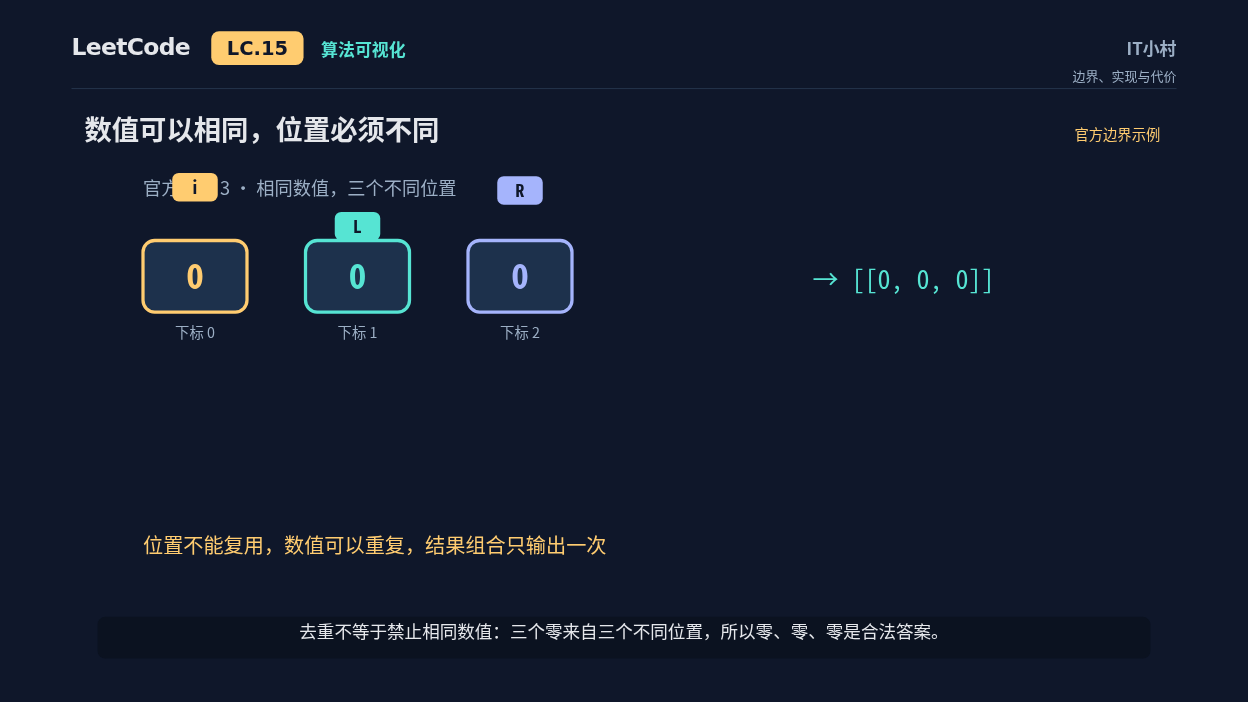 LeetCode LC.15 算法可视化
IT小村
边界、实现与代价
数值可以相同，位置必须不同
官方边界示例
官方 i 3 · 相同数值，三个不同位置
R
L
0 0 0
→ [[0, 0, 0]]
下标 0 下标 1 下标 2
位置不能复用，数值可以重复，结果组合只输出一次
去重不等于禁止相同数值：三个零来自三个不同位置，所以零、零、零是合法答案。